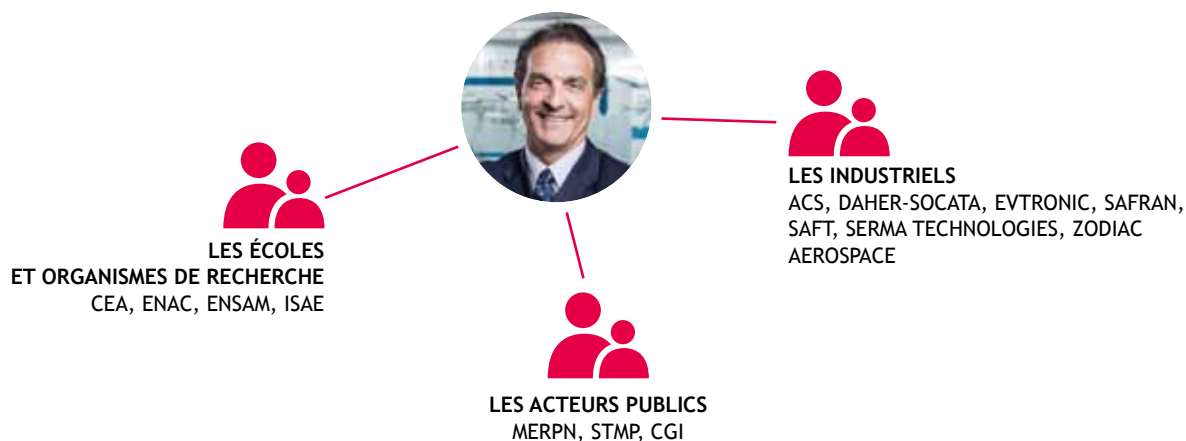 LES INDUSTRIELS
ACS, DAHER-SOCATA, EVTRONIC, SAFRAN,
SAFT, SERMA TECHNOLOGIES, ZODIAC
AEROSPACE
LES ÉCOLES
ET ORGANISMES DE RECHERCHE
CEA, ENAC, ENSAM, ISAE
LES ACTEURS PUBLICS
MERPN, STMP, CGI